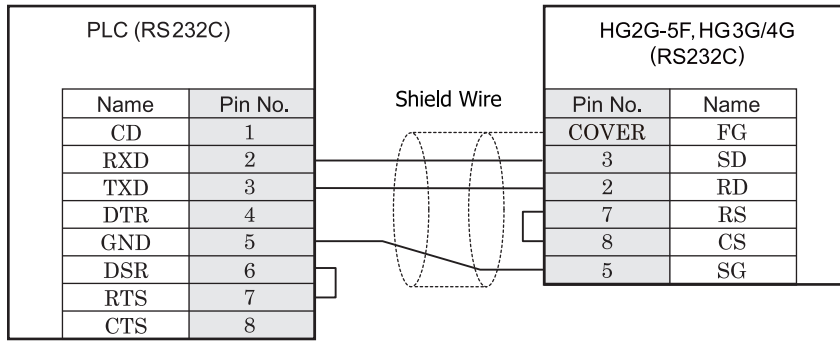 PLC (RS232C)
Name Pin No.
CD 1
RXD 2
TXD 3
DTR 4
GND 5
DSR 6
RTS 7
CTS 8
Shield Wire
HG2G-5F, HG3G/4G
(RS232C)
Pin No. Name
COVER FG
3 SD
2 RD
7 RS
8 CS
5 SG